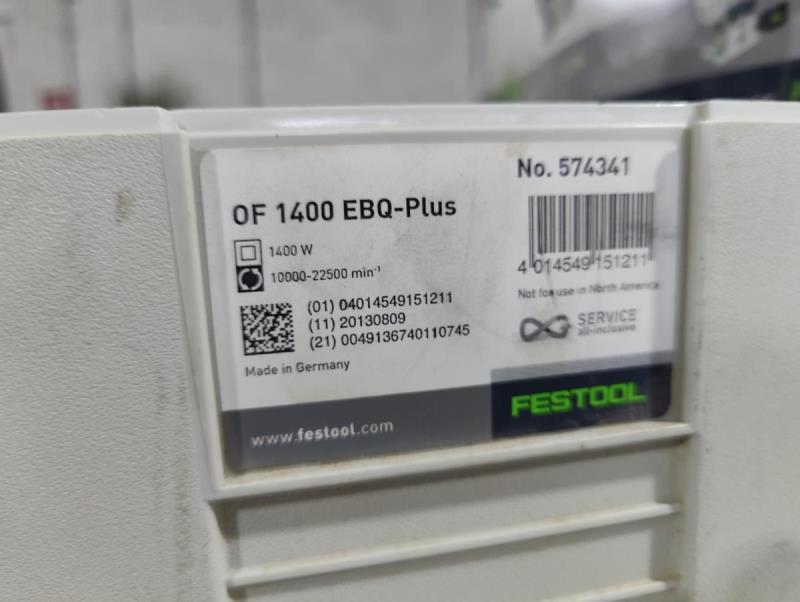 No. 574341
OF 1400 EBQ-Plus
1400 W
10000-22500 min⁻¹
4 014549 151211
Not for use in North America
(01) 04014549151211
(11) 20130809
(21) 0049136740110745
SERVICE
all-inclusive
Made in Germany
FESTOOL
www.festool.com